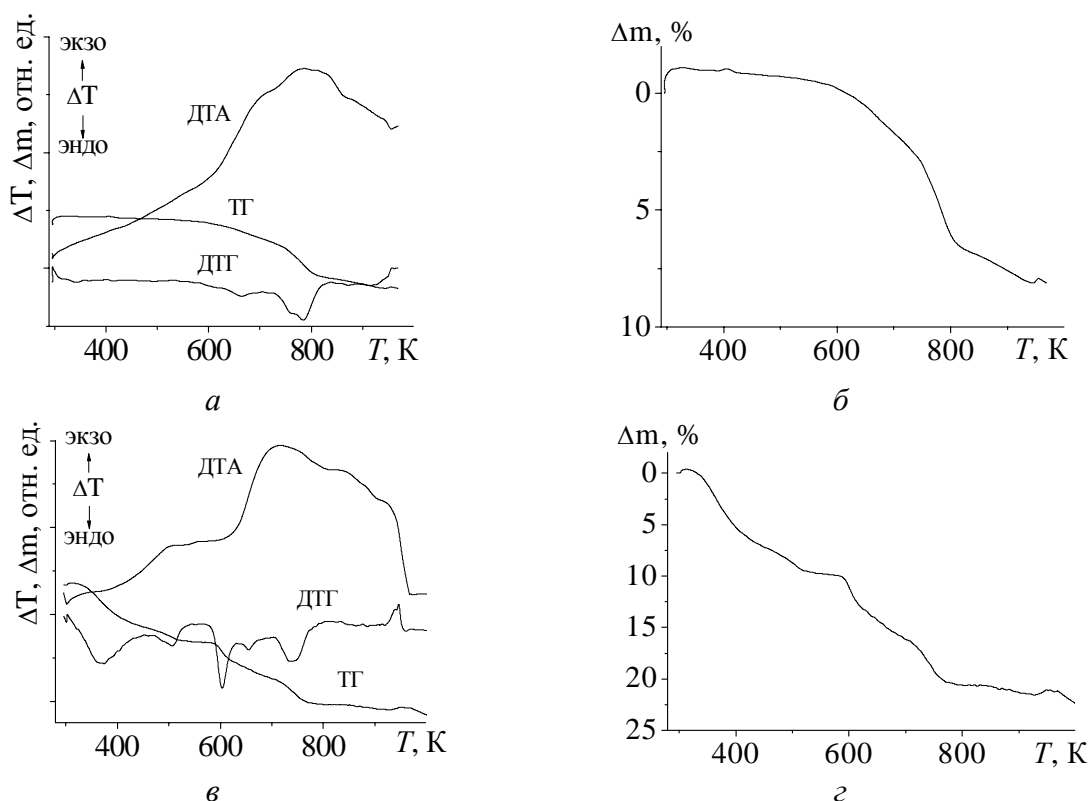 экзо
ΔT
эндо
ΔT, Δm, отн. ед.
ДТА
ТГ
ДТГ
400 600 800 T, К
а
Δm, %
0
5
10
400 600 800 T, К
б
экзо
ΔT
эндо
ΔT, Δm, отн. ед.
ДТА
ДТГ
ТГ
400 600 800 T, К
в
Δm, %
0
5
10
15
20
25
400 600 800 T, К
г